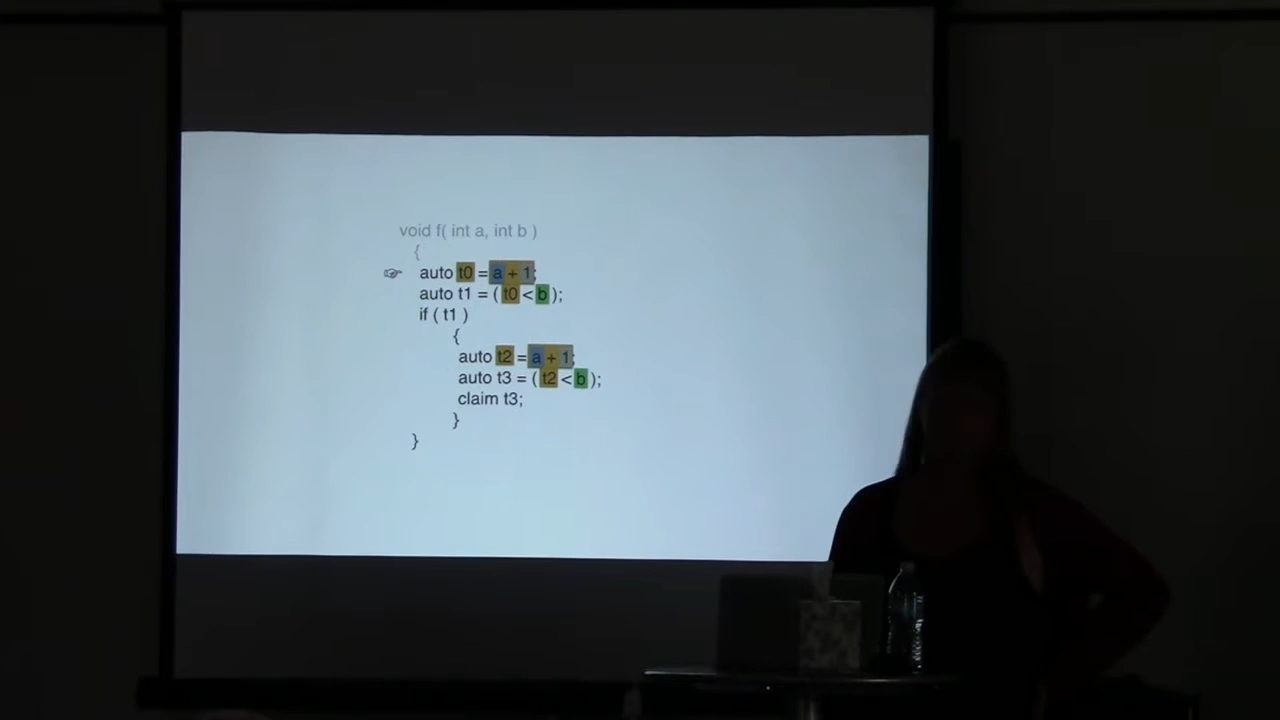 void f( int a, int b )
{
☞ auto t0 = a + 1;
auto t1 = ( t0 < b );
if ( t1 )
{
auto t2 = a + 1;
auto t3 = ( t2 < b );
claim t3;
}
}